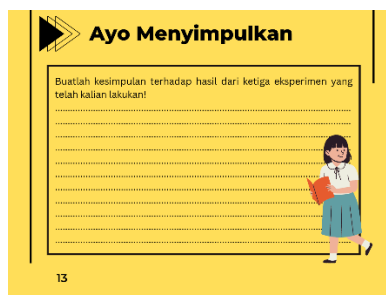 Ayo Menyimpulkan
Buatlah kesimpulan terhadap hasil dari ketiga eksperimen yang
telah kalian lakukan!
13